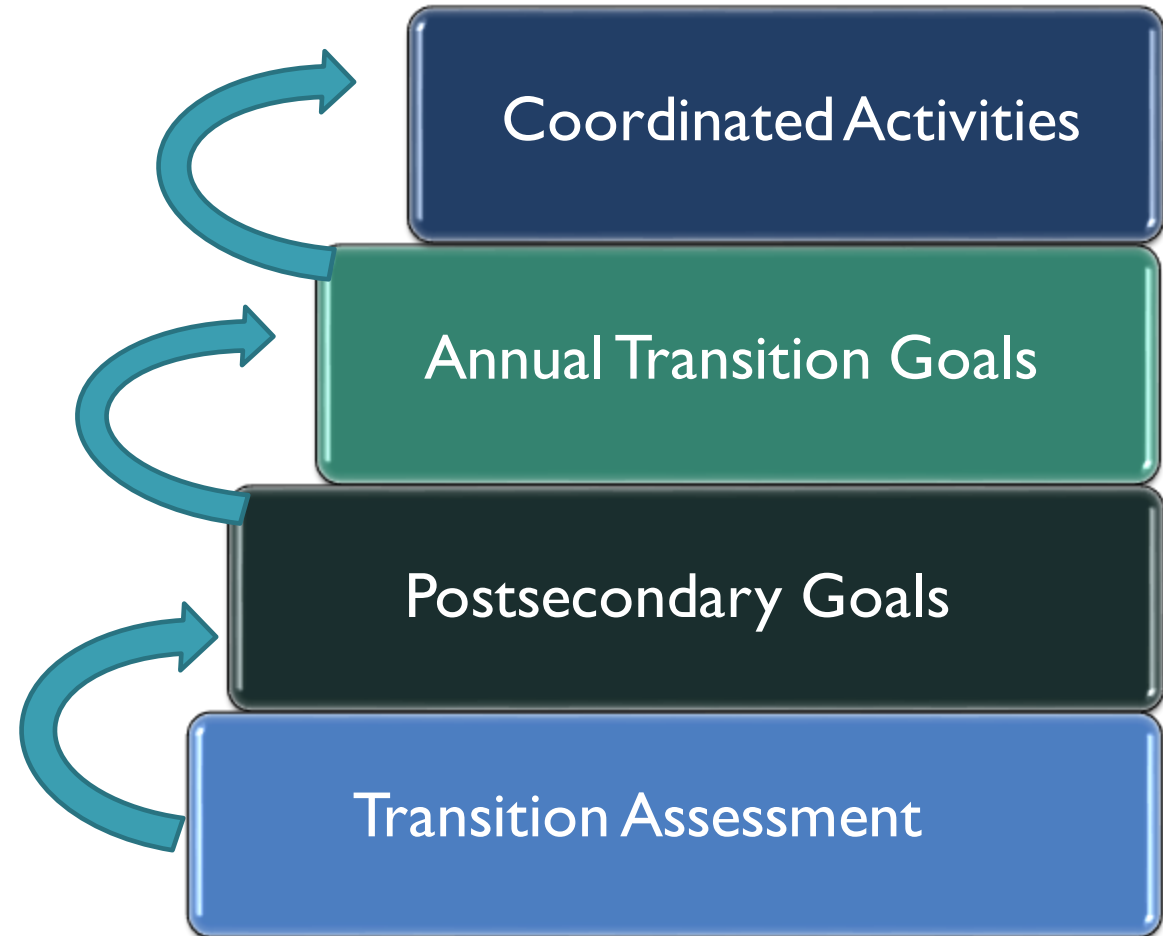 Coordinated Activities
Annual Transition Goals
Postsecondary Goals
Transition Assessment